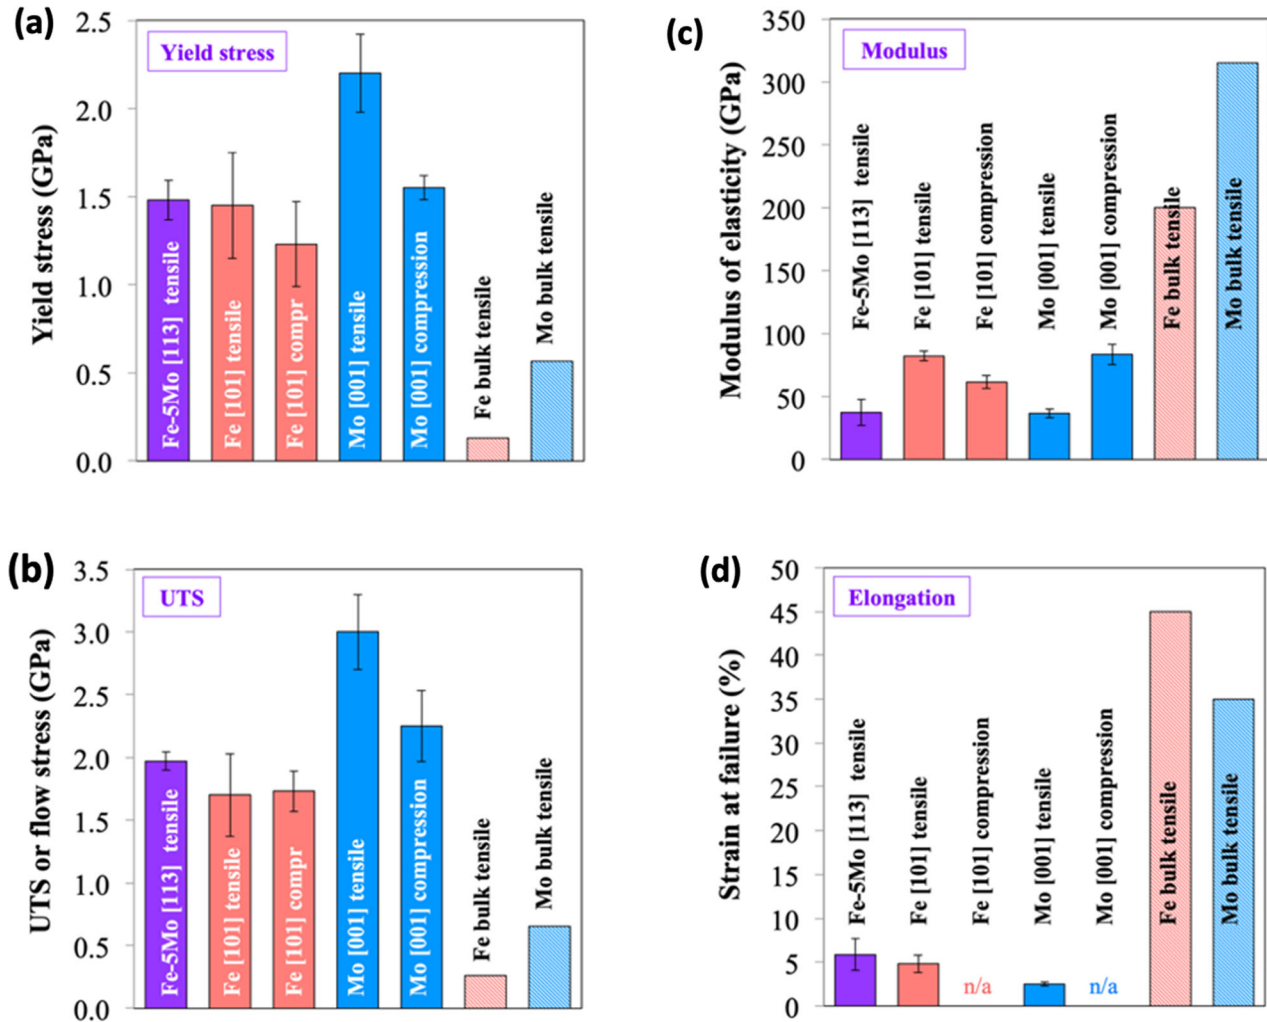 (a)
Yield stress
Yield stress (GPa)
2.5
2.0
1.5
1.0
0.5
0.0
Fe-5Mo [113]  tensile
Fe [101] tensile
Fe [101] compr
Mo [001] tensile
Mo [001] compression
Fe bulk tensile
Mo bulk tensile
(c)
Modulus
Modulus of elasticity (GPa)
350
300
250
200
150
100
50
0
Fe-5Mo [113]  tensile
Fe [101] tensile
Fe [101] compression
Mo [001] tensile
Mo [001] compression
Fe bulk tensile
Mo bulk tensile
(b)
UTS
UTS or flow stress (GPa)
3.5
3.0
2.5
2.0
1.5
1.0
0.5
0.0
Fe-5Mo [113]  tensile
Fe [101] tensile
Fe [101] compr
Mo [001] tensile
Mo [001] compression
Fe bulk tensile
Mo bulk tensile
(d)
Elongation
Strain at failure (%)
50
45
40
35
30
25
20
15
10
5
0
Fe-5Mo [113]  tensile
Fe [101] tensile
Fe [101] compression
n/a
Mo [001] tensile
Mo [001] compression
n/a
Fe bulk tensile
Mo bulk tensile